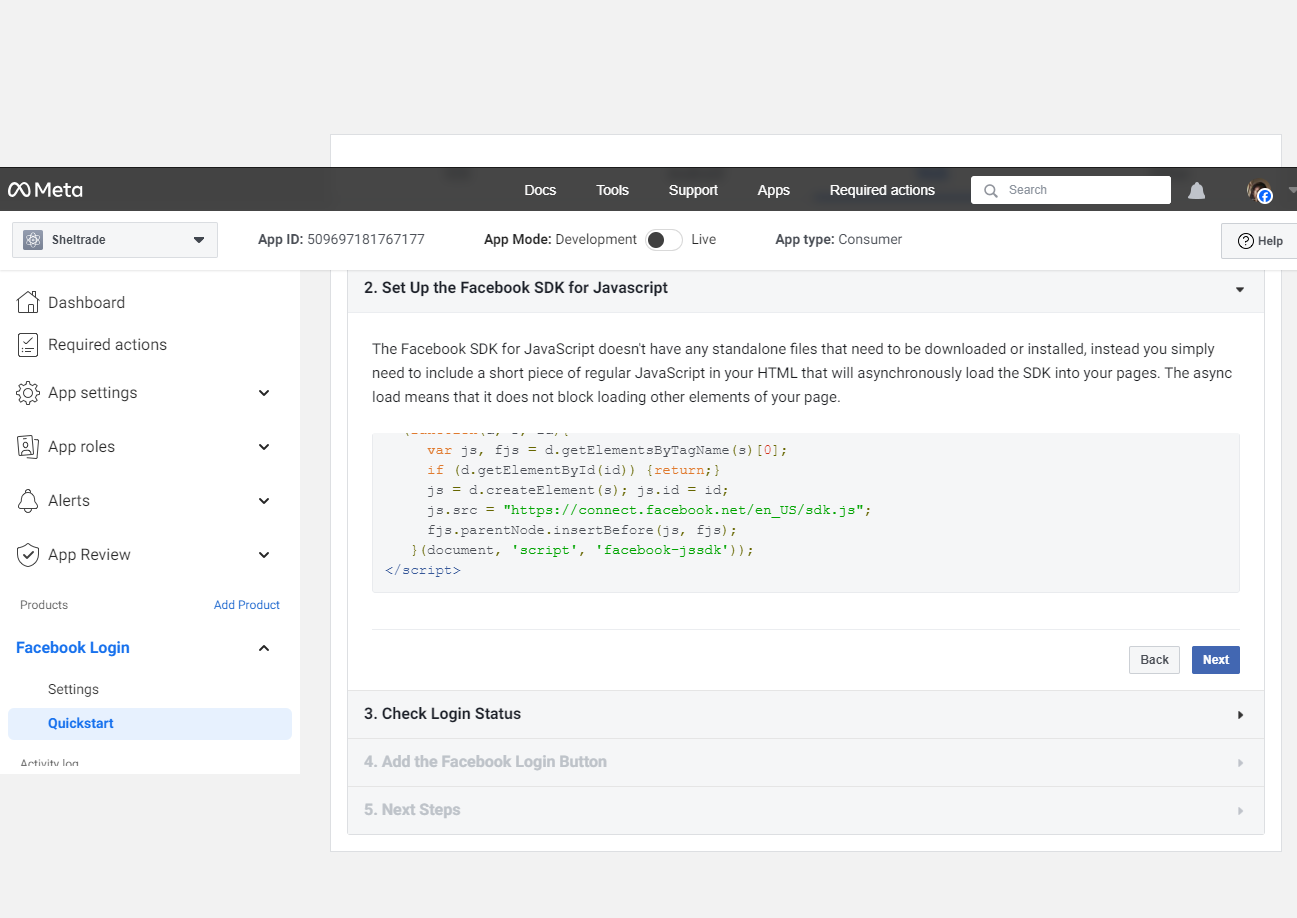 Meta
Docs
Tools
Support
Apps
Required actions
Search
Sheltrade
App ID: 509697181767177
App Mode: Development
Live
App type: Consumer
Help
Dashboard
Required actions
App settings
App roles
Alerts
App Review
Products
Add Product
Facebook Login
Settings
Quickstart
Activity log
2. Set Up the Facebook SDK for Javascript
The Facebook SDK for JavaScript doesn't have any standalone files that need to be downloaded or installed, instead you simply
need to include a short piece of regular JavaScript in your HTML that will asynchronously load the SDK into your pages. The async
load means that it does not block loading other elements of your page.
(function(d, s, id){
var js, fjs = d.getElementsByTagName(s)[0];
if (d.getElementById(id)) {return;}
js = d.createElement(s); js.id = id;
js.src = "https://connect.facebook.net/en_US/sdk.js";
fjs.parentNode.insertBefore(js, fjs);
}(document, 'script', 'facebook-jssdk'));
</script>
Back
Next
3. Check Login Status
4. Add the Facebook Login Button
5. Next Steps